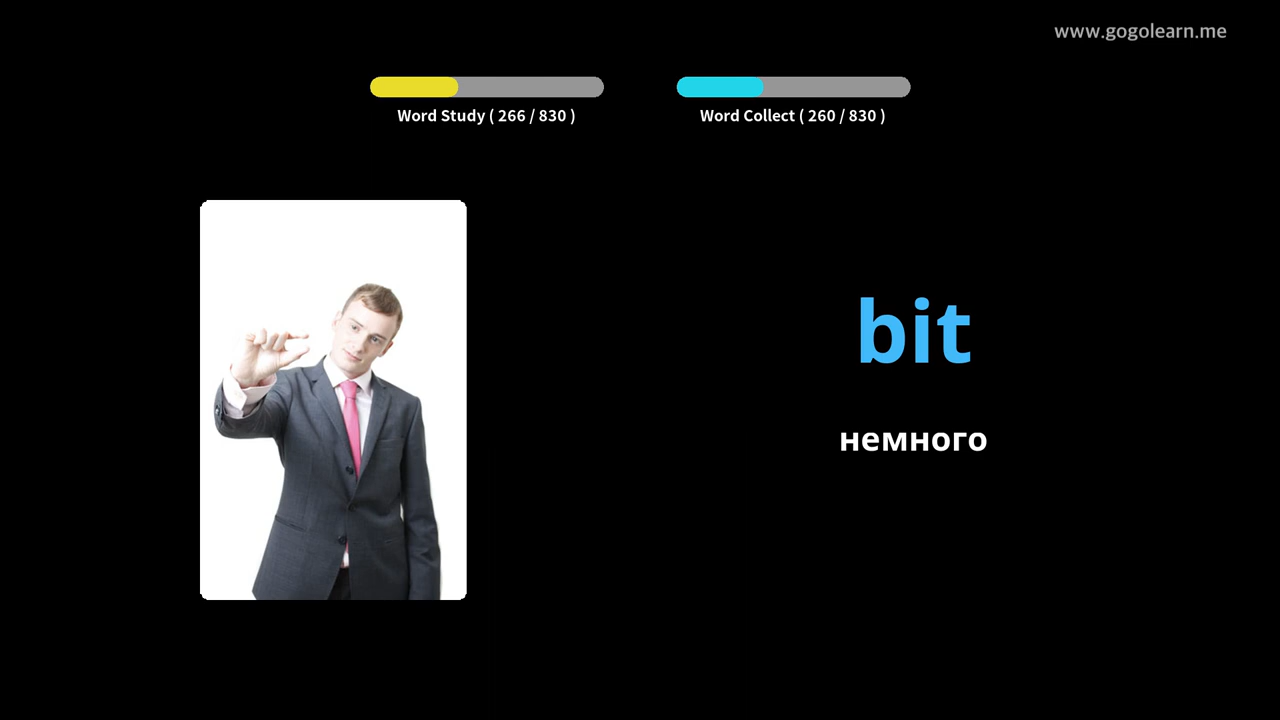 www.gogolearn.me
Word Study ( 266 / 830 )
Word Collect ( 260 / 830 )
bit
немного